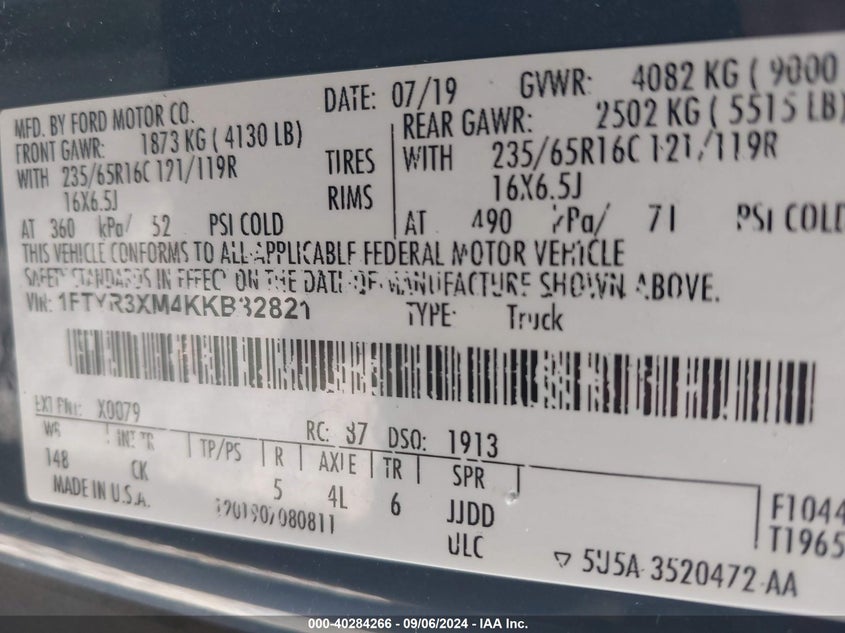 MFD. BY FORD MOTOR CO.
DATE: 07/19
GVWR: 4082 KG ( 9000
FRONT GAWR: 1873 KG ( 4130 LB)
REAR GAWR: 2502 KG ( 5515 LB)
WITH 235/65R16C 121/119R
TIRES
WITH 235/65R16C 121/119R
16X6.5J
RIMS
16X6.5J
AT 360 kPa/ 52 PSI COLD
AT 490 kPa/ 71 PSI COLD
THIS VEHICLE CONFORMS TO ALL APPLICABLE FEDERAL MOTOR VEHICLE
SAFETY STANDARDS IN EFFECT ON THE DATE OF MANUFACTURE SHOWN ABOVE.
VIN: 1FTYR3XM4KKB32821
TYPE: Truck
EXT PNT: X0079
RC: 37 DSO: 1913
WB INT TR TP/PS R AXLE TR SPR
148 CK 5 4L 6 JJDD
MADE IN U.S.A.
ULC
F1044
T1965
5U5A-3520472-AA
000-40284266 - 09/06/2024 - IAA Inc.